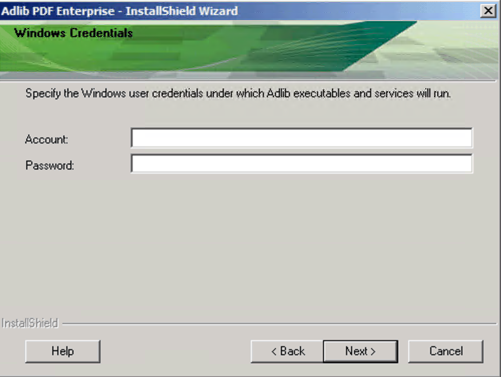 Adlib PDF Enterprise - InstallShield Wizard
Windows Credentials
Specify the Windows user credentials under which Adlib executables and services will run.
Account:
Password:
InstallShield
Help
< Back
Next >
Cancel